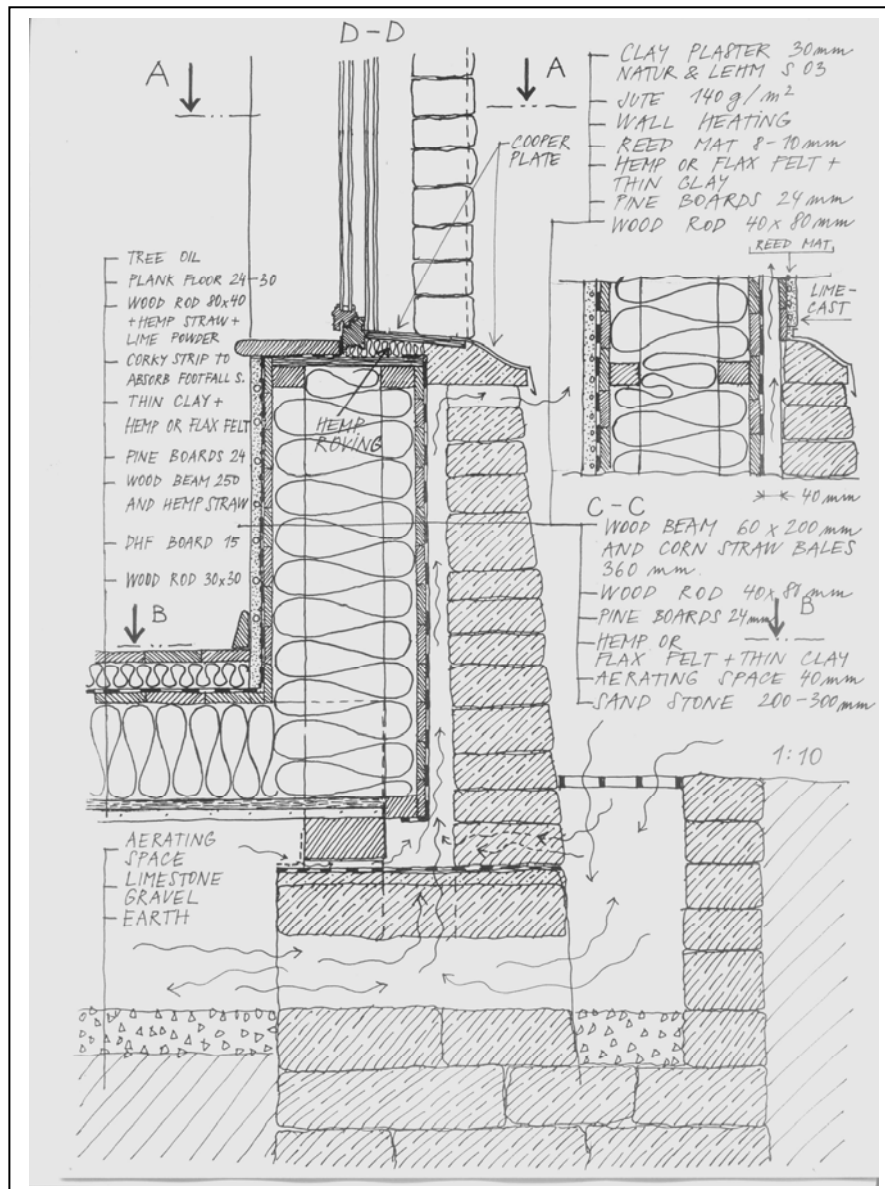 D-D
A
A
CLAY PLASTER 30mm
NATUR & LEHM S 03
JUTE 140 g/m²
WALL HEATING
REED MAT 8-10mm
HEMP OR FLAX FELT +
THIN CLAY
PINE BOARDS 24mm
WOOD ROD 40x80mm
COOPER
PLATE
REED MAT
LIME-
CAST
TREE OIL
PLANK FLOOR 24-30
WOOD ROD 80x40
+HEMP STRAW+
LIME POWDER
CORKY STRIP TO
ABSORB FOOTFALL S.
THIN CLAY +
HEMP OR FLAX FELT
PINE BOARDS 24
WOOD BEAM 250
AND HEMP STRAW
DHF BOARD 15
WOOD ROD 30x30
HEMP
ROVING
40mm
C-C
WOOD BEAM 60 x 200mm
AND CORN STRAW BALES
360 mm.
WOOD ROD 40x80mm
PINE BOARDS 24mm
HEMP OR
FLAX FELT + THIN CLAY
AERATING SPACE 40mm
SAND STONE 200-300mm
B
B
1:10
AERATING
SPACE
LIMESTONE
GRAVEL
EARTH